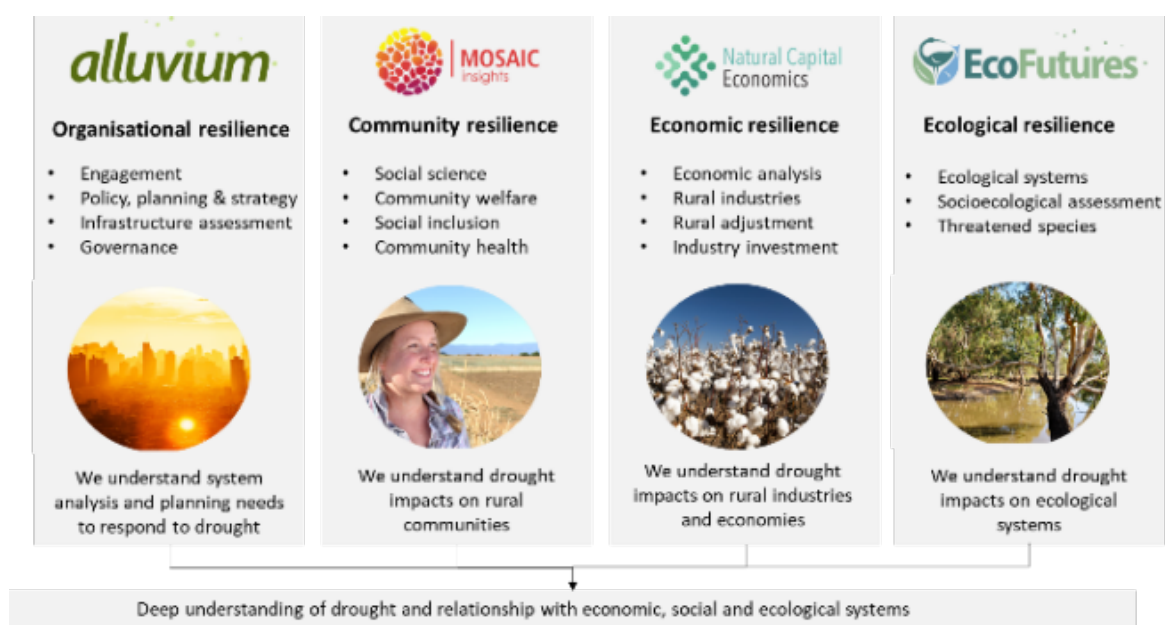 alluvium
Organisational resilience
• Engagement
• Policy, planning & strategy
• Infrastructure assessment
• Governance
We understand system
analysis and planning needs
to respond to drought
MOSAIC
insights
Community resilience
• Social science
• Community welfare
• Social inclusion
• Community health
We understand drought
impacts on rural
communities
Natural Capital
Economics
Economic resilience
• Economic analysis
• Rural industries
• Rural adjustment
• Industry investment
We understand drought
impacts on rural industries
and economies
EcoFutures
Ecological resilience
• Ecological systems
• Socioecological assessment
• Threatened species
We understand drought
impacts on ecological
systems
Deep understanding of drought and relationship with economic, social and ecological systems